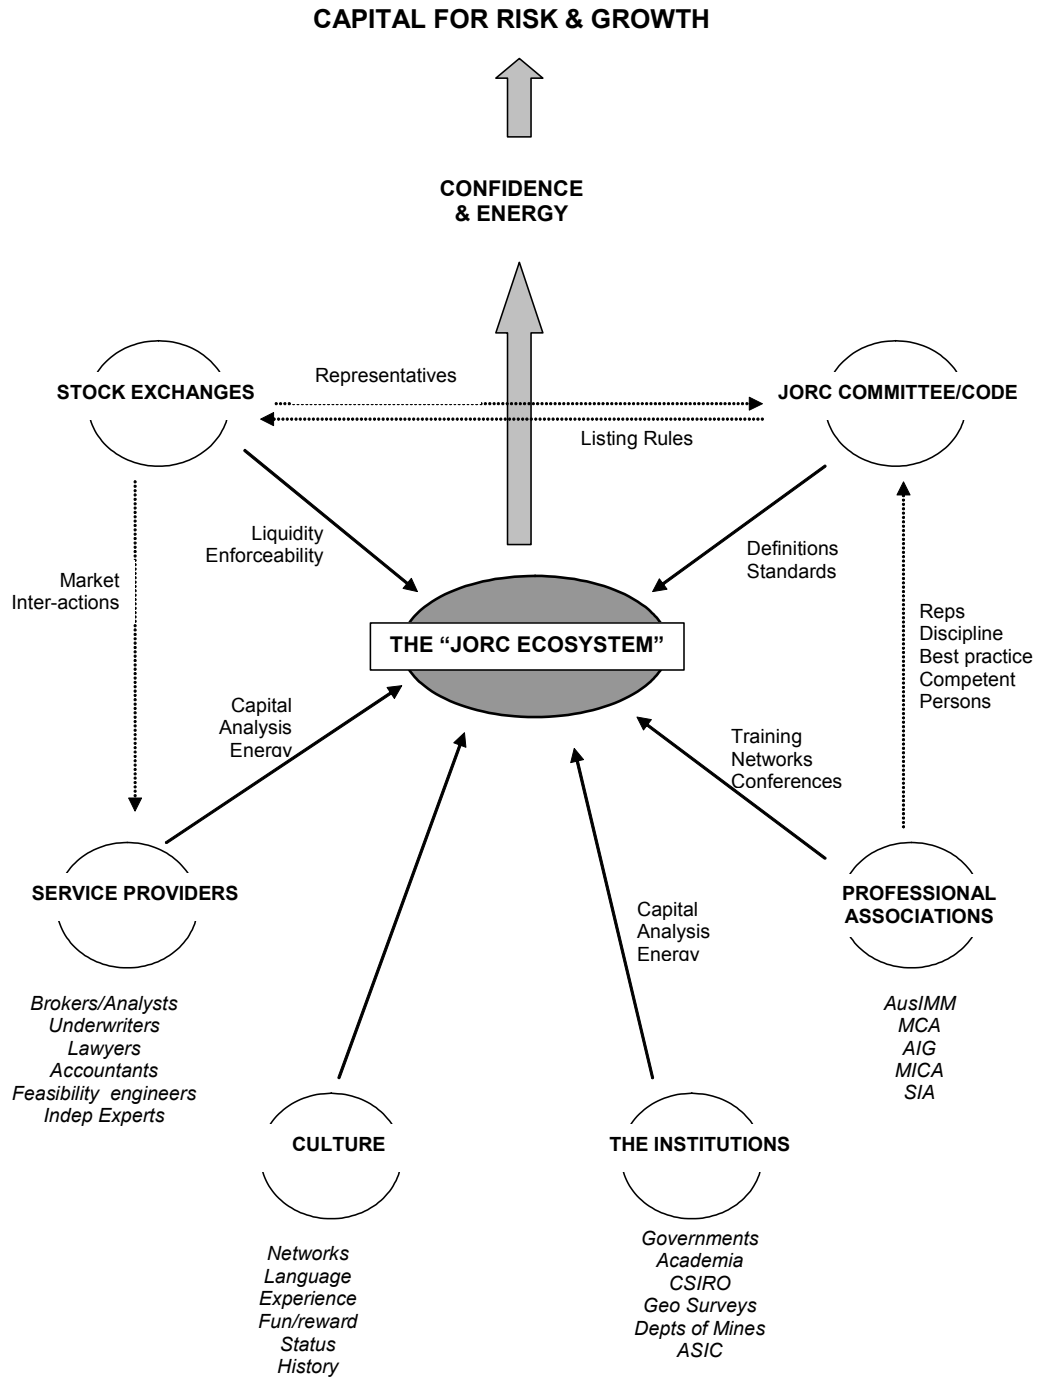 CAPITAL FOR RISK & GROWTH
CONFIDENCE
& ENERGY
STOCK EXCHANGES
Representatives
JORC COMMITTEE/CODE
Listing Rules
Liquidity
Enforceability
Definitions
Standards
Market
Inter-actions
Reps
Discipline
Best practice
Competent
Persons
THE “JORC ECOSYSTEM”
Capital
Analysis
Energy
Training
Networks
Conferences
SERVICE PROVIDERS
Brokers/Analysts
Underwriters
Lawyers
Accountants
Feasibility engineers
Indep Experts
Capital
Analysis
Energy
PROFESSIONAL
ASSOCIATIONS
AusIMM
MCA
AIG
MICA
SIA
CULTURE
Networks
Language
Experience
Fun/reward
Status
History
THE INSTITUTIONS
Governments
Academia
CSIRO
Geo Surveys
Depts of Mines
ASIC